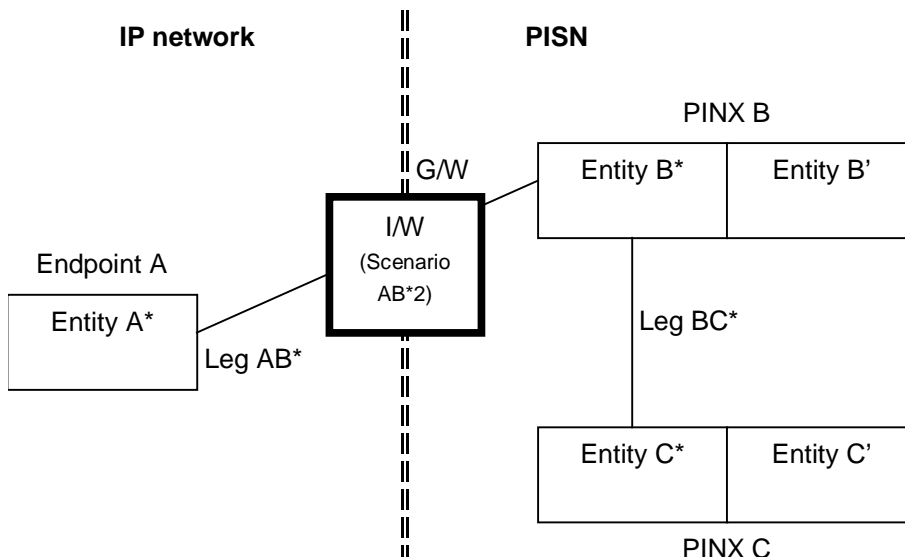 IP network
PISN
PINX B
G/W
Entity B*
Entity B’
I/W
(Scenario
AB*2)
Endpoint A
Entity A*
Leg AB*
Leg BC*
Entity C*
Entity C’
PINX C